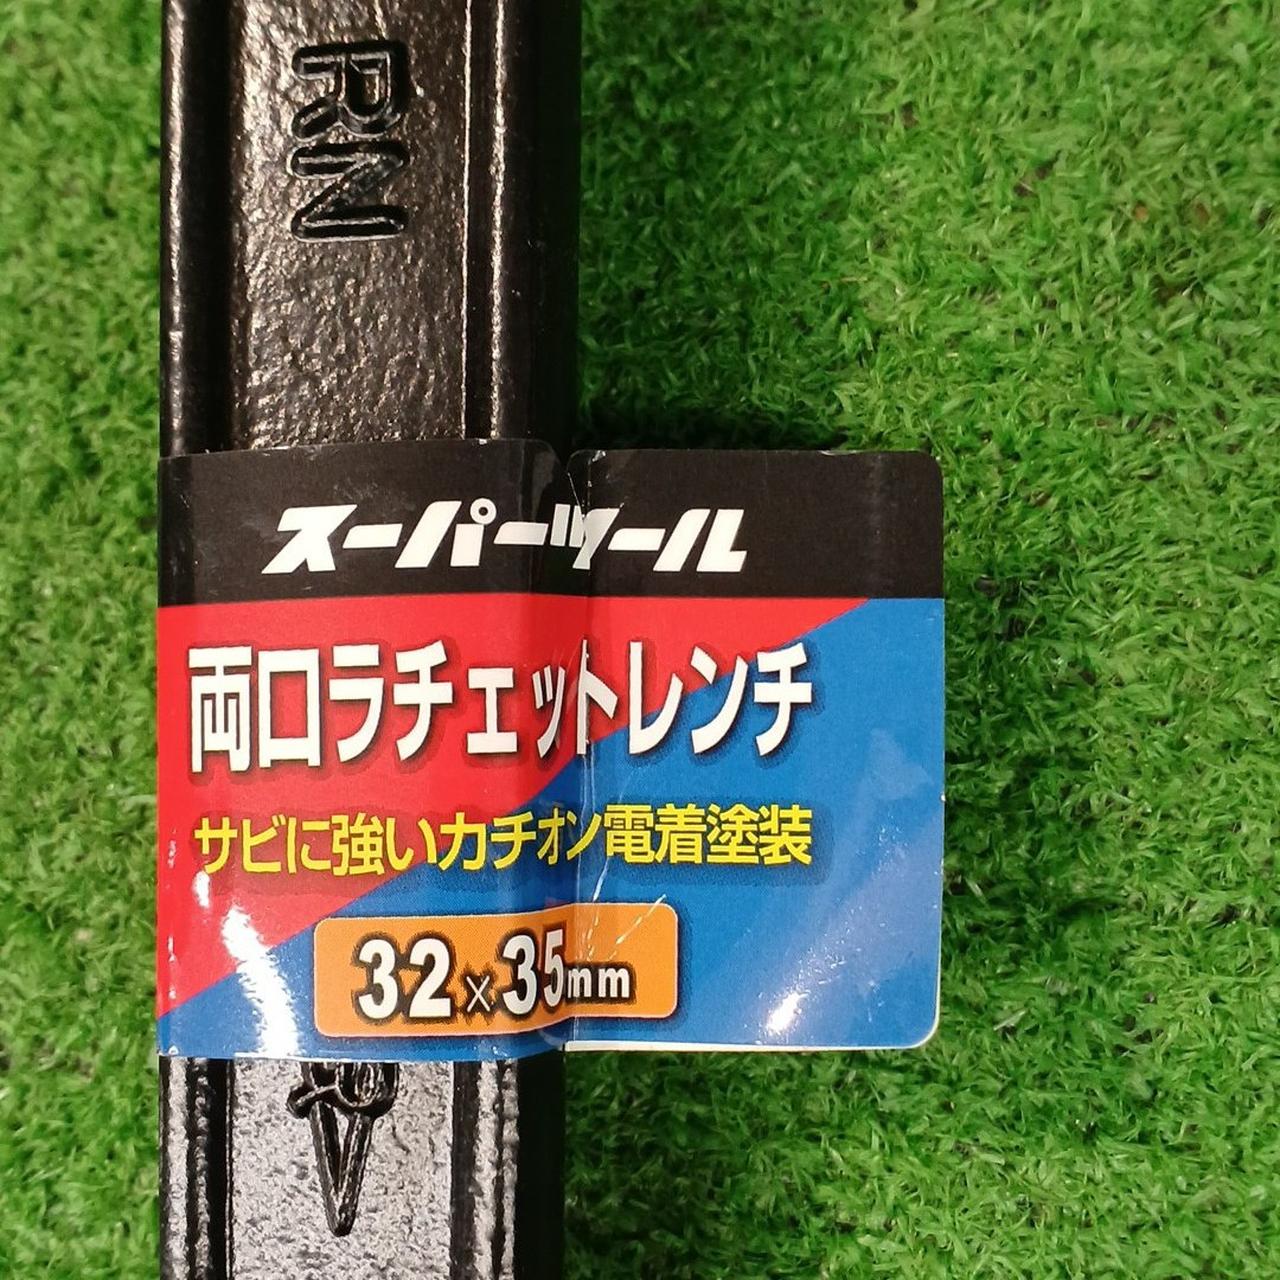 RN
スーパーツール
両口ラチェットレンチ
サビに強いカチオン電着塗装
32×35mm